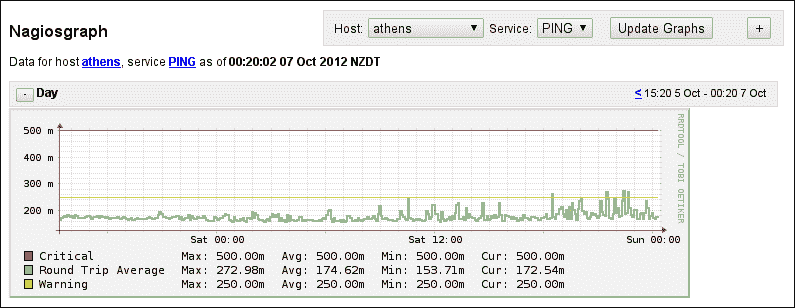 Nagiosgraph
Host: athens Service: PING Update Graphs +
Data for host athens, service PING as of 00:20:02 07 Oct 2012 NZDT
- Day
< 15:20 5 Oct - 00:20 7 Oct
500 m
400 m
300 m
200 m
Sat 00:00 Sat 12:00 Sun 00:00
RRDTOOL / TOBI OETIKER
Critical Max: 500.00m Avg: 500.00m Min: 500.00m Cur: 500.00m
Round Trip Average Max: 272.98m Avg: 174.62m Min: 153.71m Cur: 172.54m
Warning Max: 250.00m Avg: 250.00m Min: 250.00m Cur: 250.00m